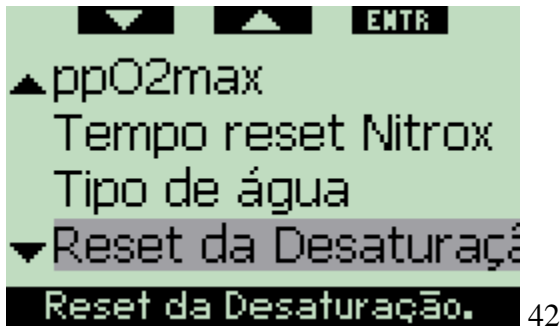 ENTR
ppO2max
Tempo reset Nitrox
Tipo de água
Reset da Desaturaçã
Reset da Desaturação.
42